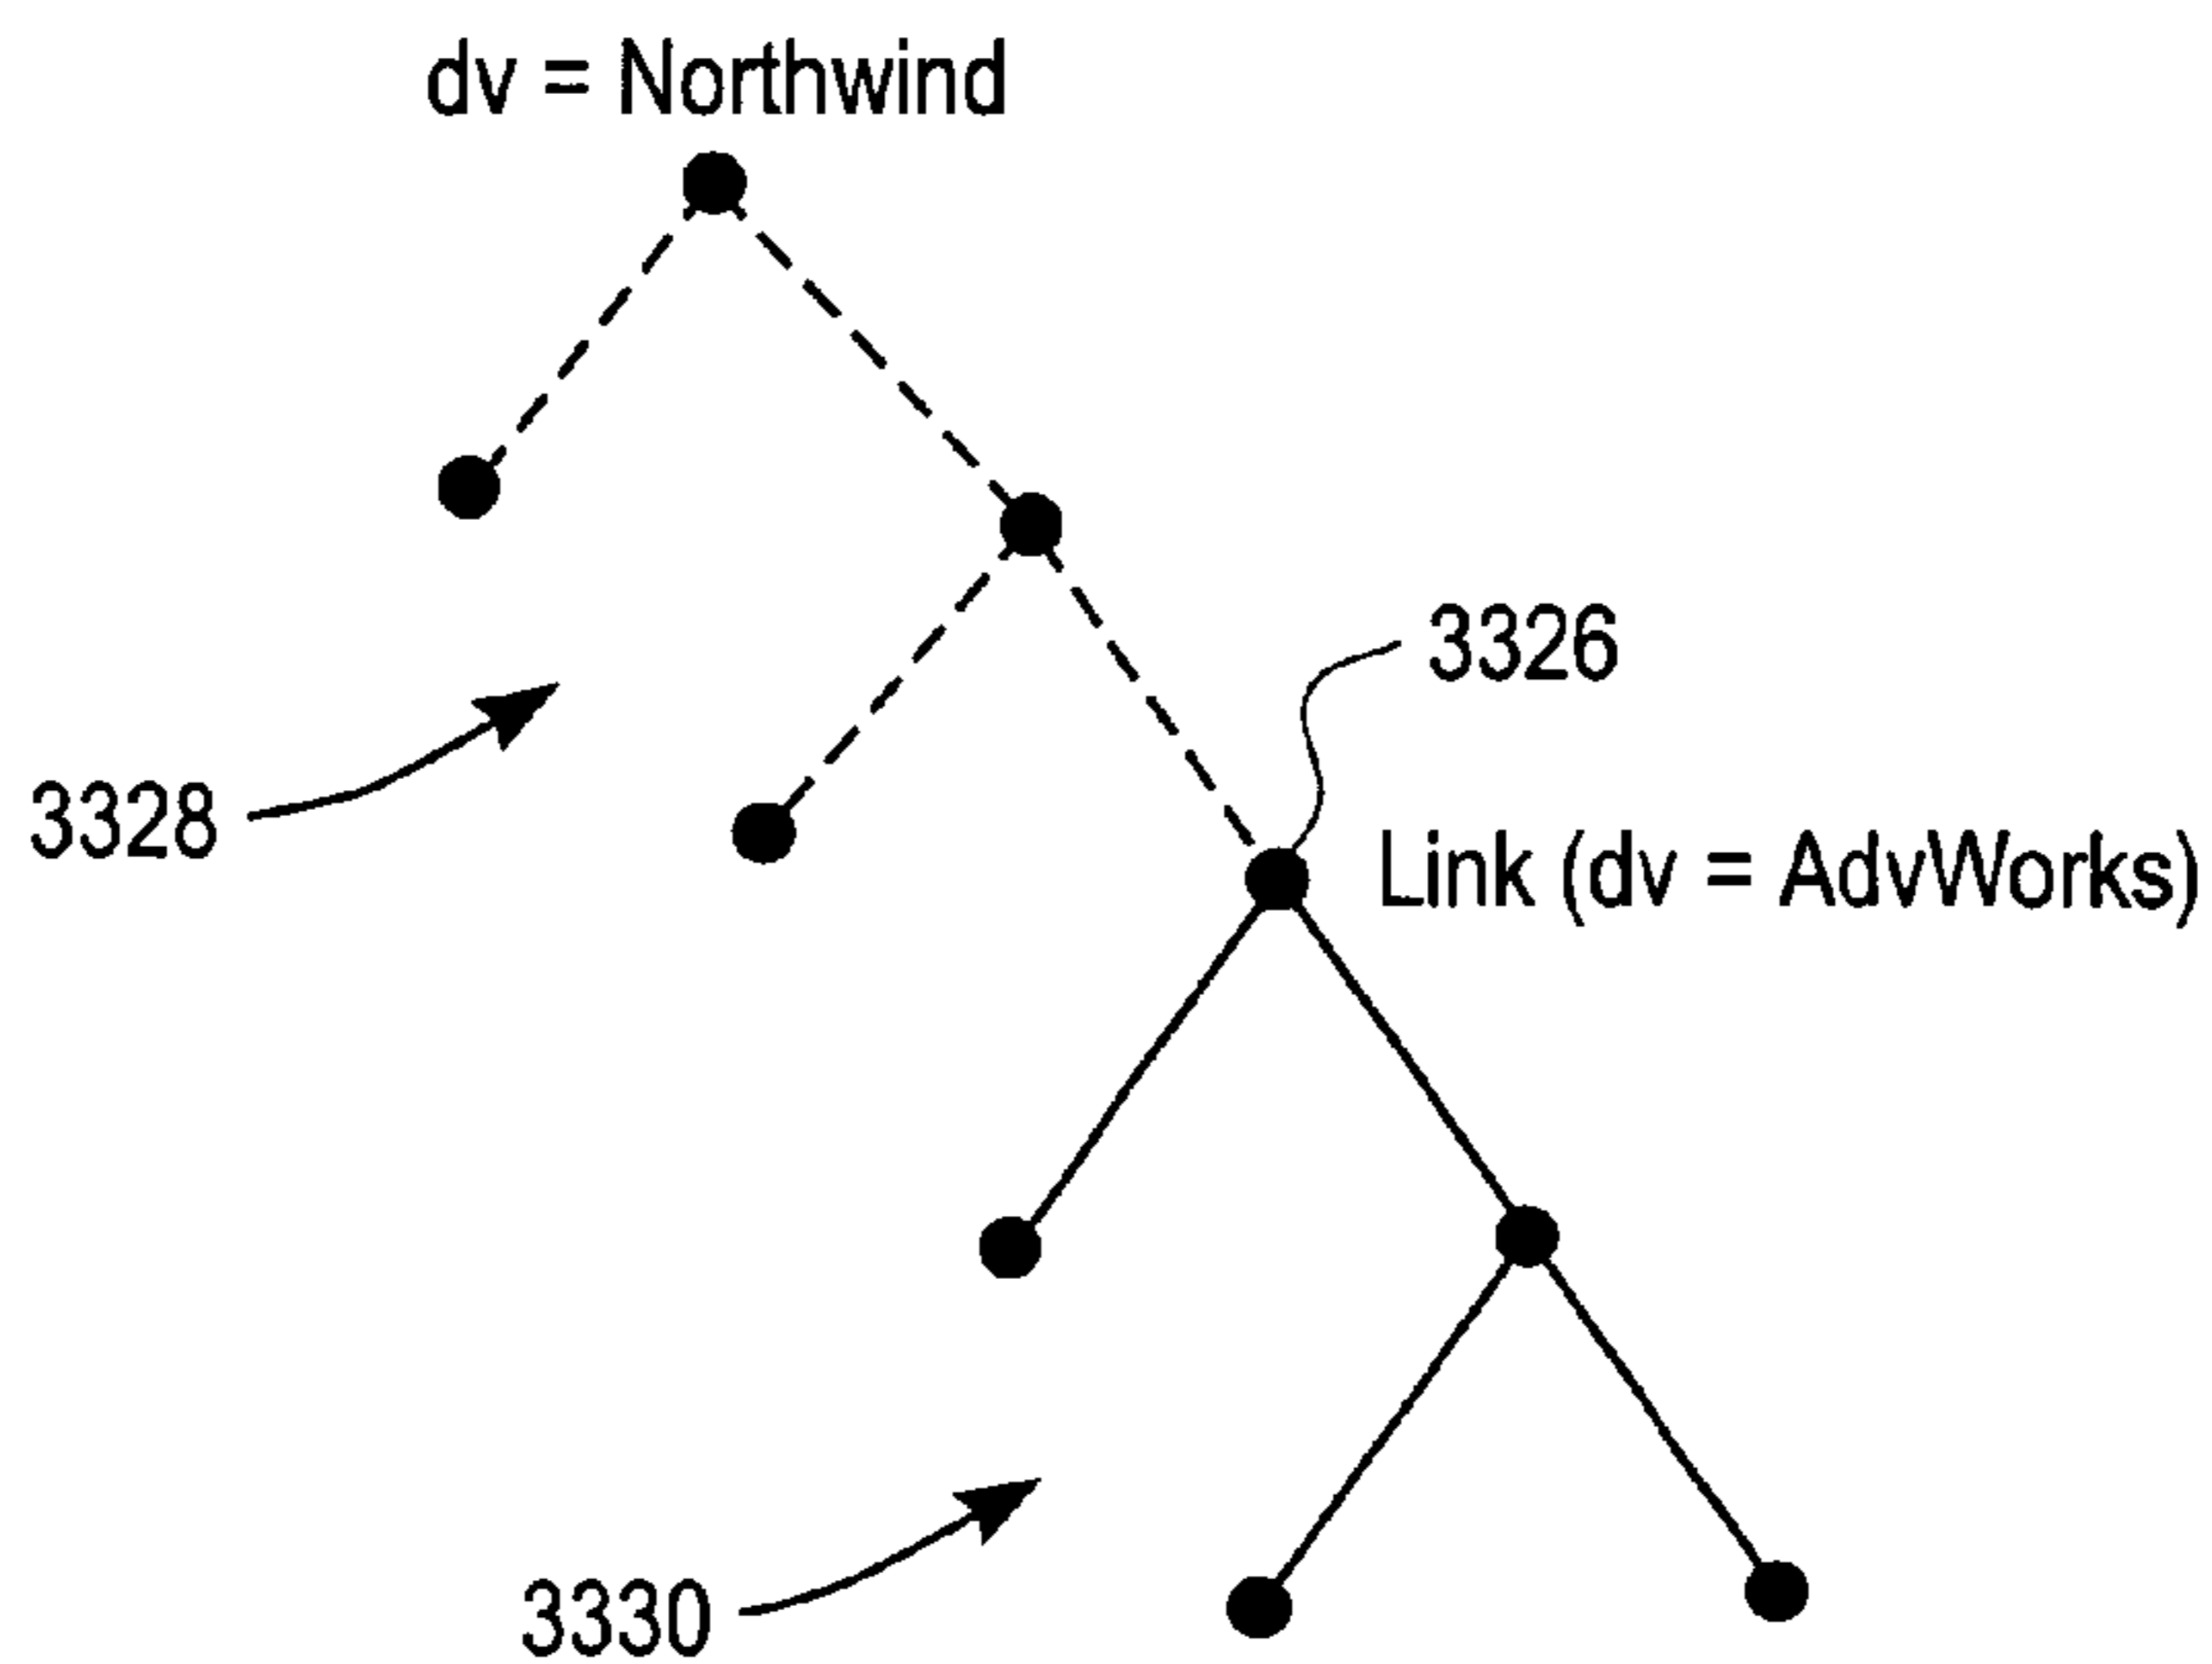 dv = Northwind
3326
3328
Link (dv = AdvWorks)
3330